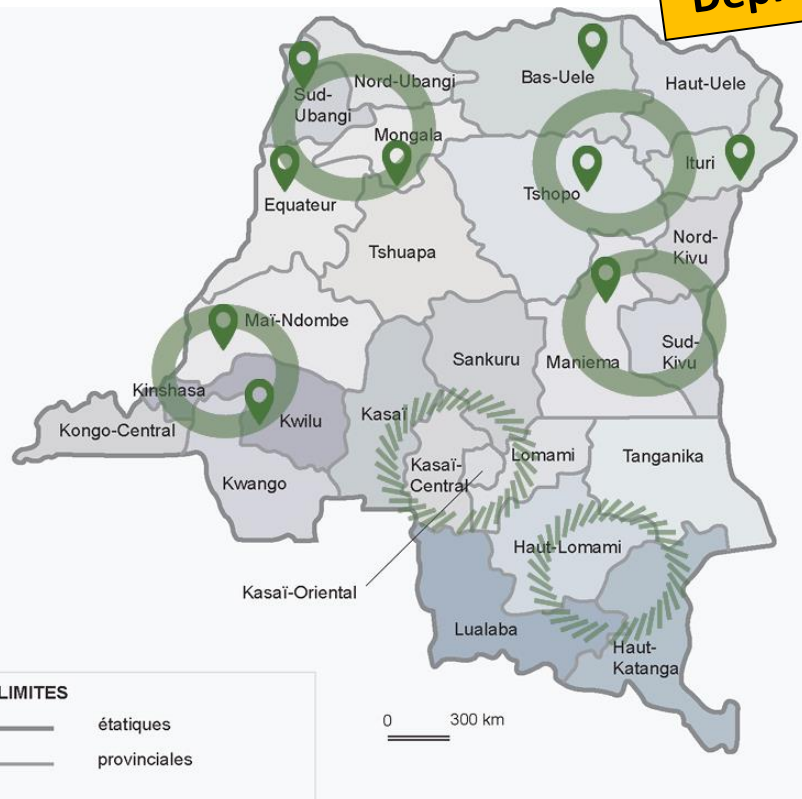 Nord-Ubangi
Bas-Uele
Haut-Uele
Sud-
Ubangi
Mongala
Ituri
Tshopo
Equateur
Nord-
Kivu
Tshuapa
Maï-Ndombe
Sud-
Kivu
Sankuru
Maniema
Kinshasa
Kasaï
Kwilu
Kongo-Central
Lomami
Tanganika
Kasaï-
Central
Kwango
Haut-Lomami
Kasaï-Oriental
Lualaba
Haut-
Katanga
LIMITES
étatiques
provinciales
0 300 km